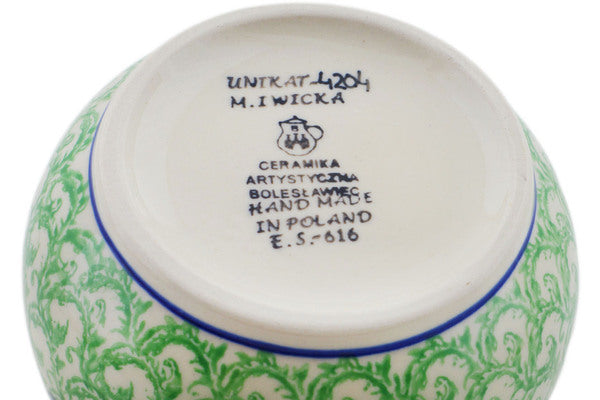 UNIKAT-4204
M.IWICKA
B
CERAMIKA
ARTYSTYCZNA
BOLESŁAWIEC
HAND MADE
IN POLAND
E.S.-616